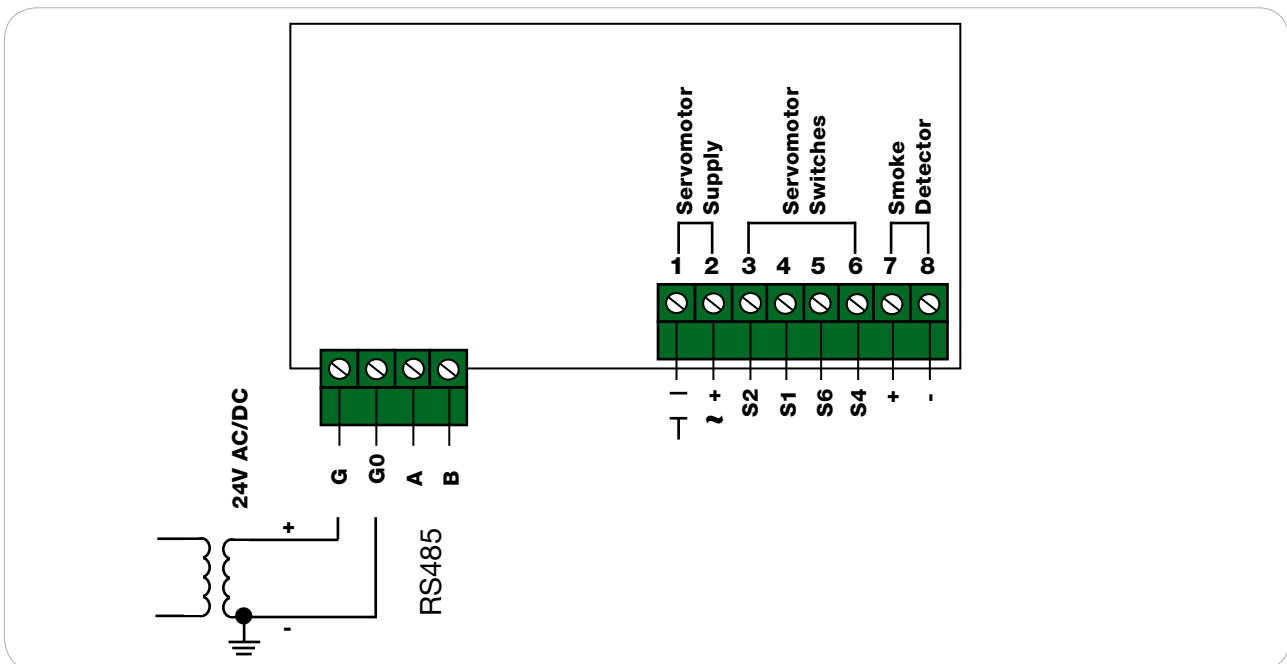 Servomotor
Supply
Servomotor
Switches
Smoke
Detector
1 2 3 4 5 6 7 8
⊥ –
~ +
S2
S1
S6
S4
+
-
24V AC/DC
G
G0
A
B
RS485
+
-